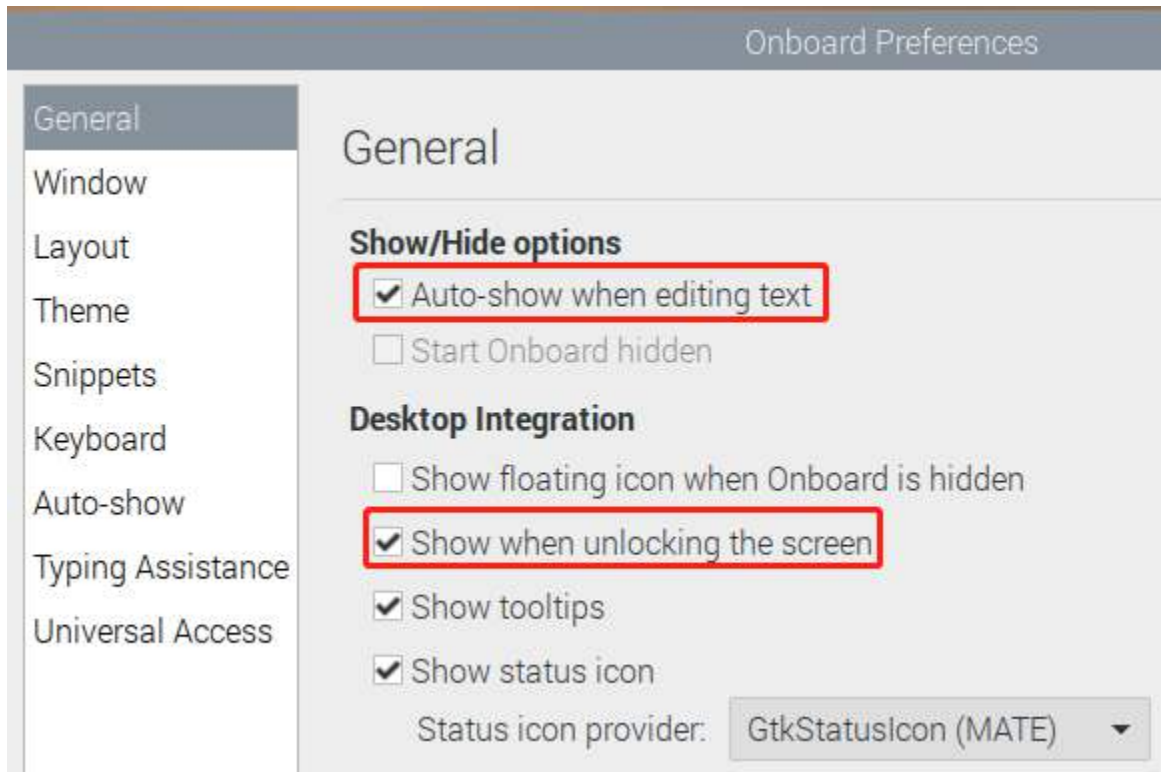 Onboard Preferences
General
Window
Layout
Theme
Snippets
Keyboard
Auto-show
Typing Assistance
Universal Access
General
Show/Hide options
Auto-show when editing text
Start Onboard hidden
Desktop Integration
Show floating icon when Onboard is hidden
Show when unlocking the screen
Show tooltips
Show status icon
Status icon provider: GtkStatusIcon (MATE)